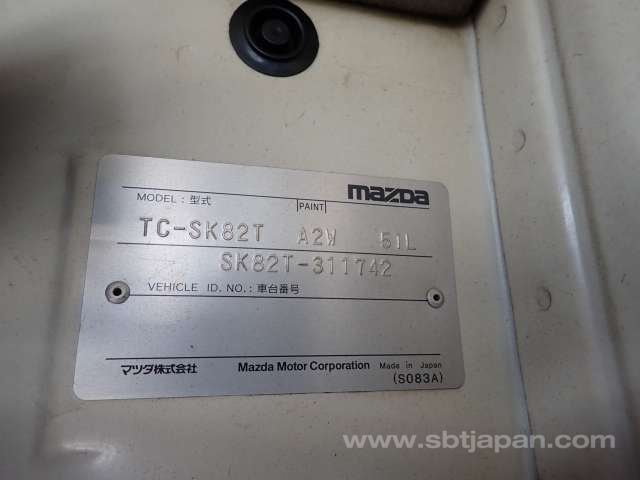 mazda
MODEL : 型式 PAINT
TC-SK82T A2W 51L
SK82T-311742
VEHICLE ID. NO. : 車台番号
マツダ株式会社 Mazda Motor Corporation Made in Japan
(S083A)
www.sbtjapan.com